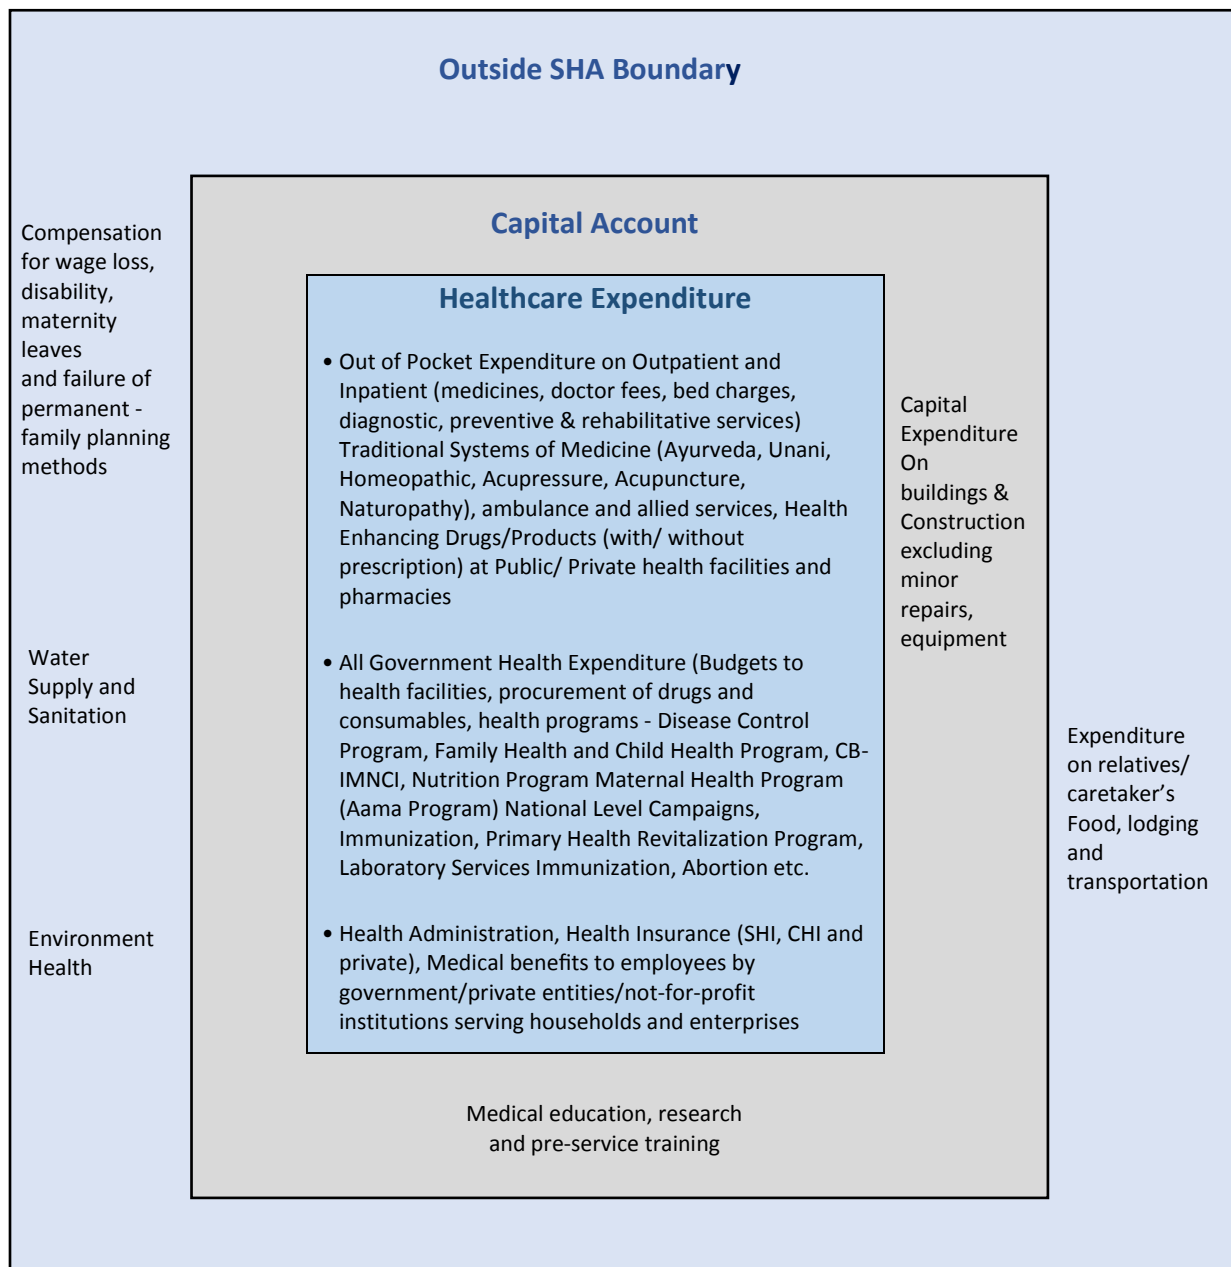 Outside SHA Boundary
Capital Account
Compensation
for wage loss,
disability,
maternity
leaves
and failure of
permanent -
family planning
methods
Water
Supply and
Sanitation
Environment
Health
Healthcare Expenditure
• Out of Pocket Expenditure on Outpatient and
Inpatient (medicines, doctor fees, bed charges,
diagnostic, preventive & rehabilitative services)
Traditional Systems of Medicine (Ayurveda, Unani,
Homeopathic, Acupressure, Acupuncture,
Naturopathy), ambulance and allied services, Health
Enhancing Drugs/Products (with/ without
prescription) at Public/ Private health facilities and
pharmacies
• All Government Health Expenditure (Budgets to
health facilities, procurement of drugs and
consumables, health programs - Disease Control
Program, Family Health and Child Health Program, CB-
IMNCI, Nutrition Program Maternal Health Program
(Aama Program) National Level Campaigns,
Immunization, Primary Health Revitalization Program,
Laboratory Services Immunization, Abortion etc.
• Health Administration, Health Insurance (SHI, CHI and
private), Medical benefits to employees by
government/private entities/not-for-profit
institutions serving households and enterprises
Capital
Expenditure
On
buildings &
Construction
excluding
minor
repairs,
equipment
Medical education, research
and pre-service training
Expenditure
on relatives/
caretaker’s
Food, lodging
and
transportation